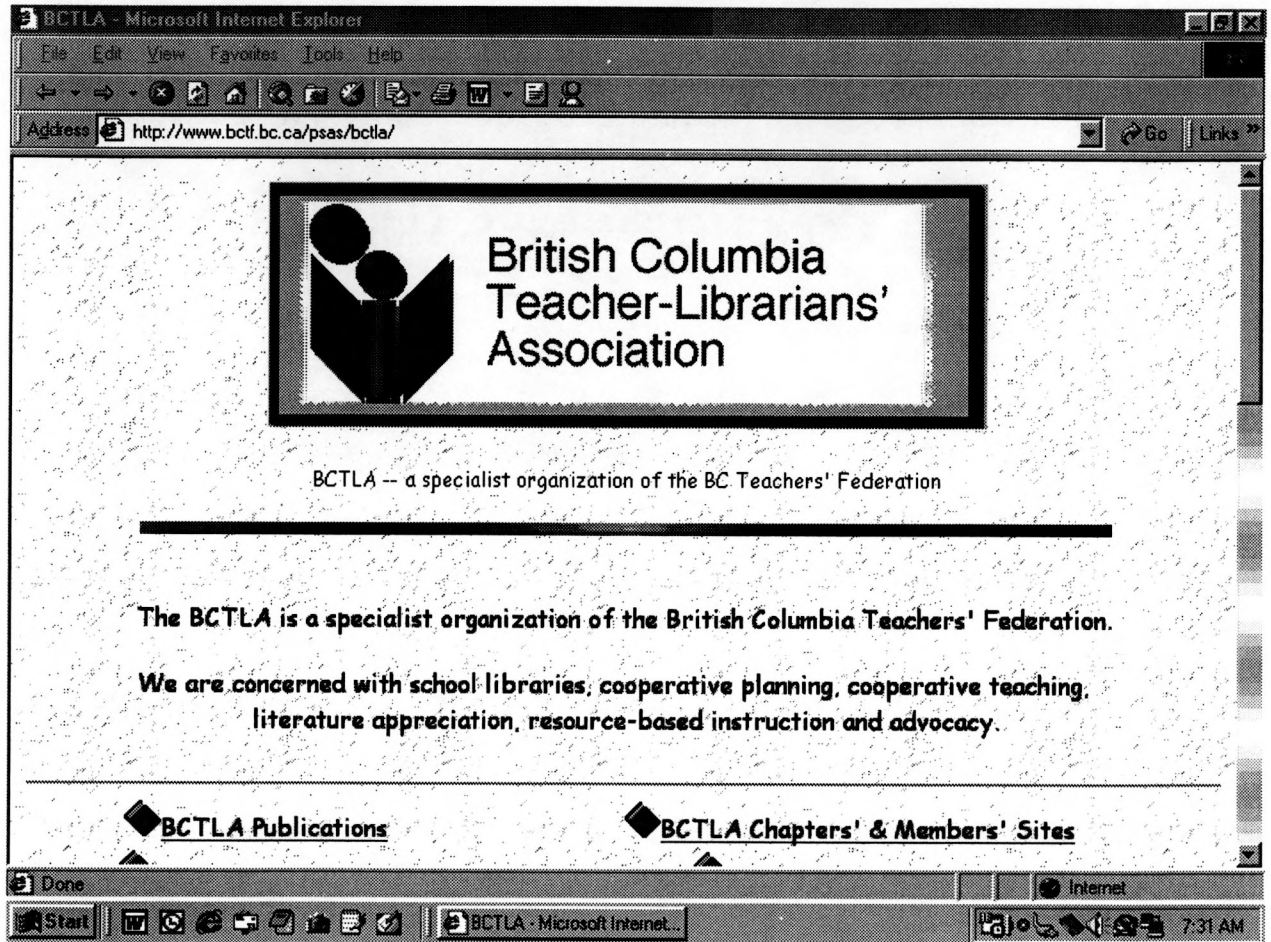 BCTLA - Microsoft Internet Explorer
File Edit View Favorites Tools Help
Address http://www.bctf.bc.ca/psas/bctla/ Go Links »
British Columbia
Teacher-Librarians'
Association
BCTLA -- a specialist organization of the BC Teachers' Federation
The BCTLA is a specialist organization of the British Columbia Teachers' Federation.
We are concerned with school libraries, cooperative planning, cooperative teaching,
literature appreciation, resource-based instruction and advocacy.
BCTLA Publications BCTLA Chapters' & Members' Sites
Done Internet
Start BCTLA - Microsoft Internet... 7:31 AM